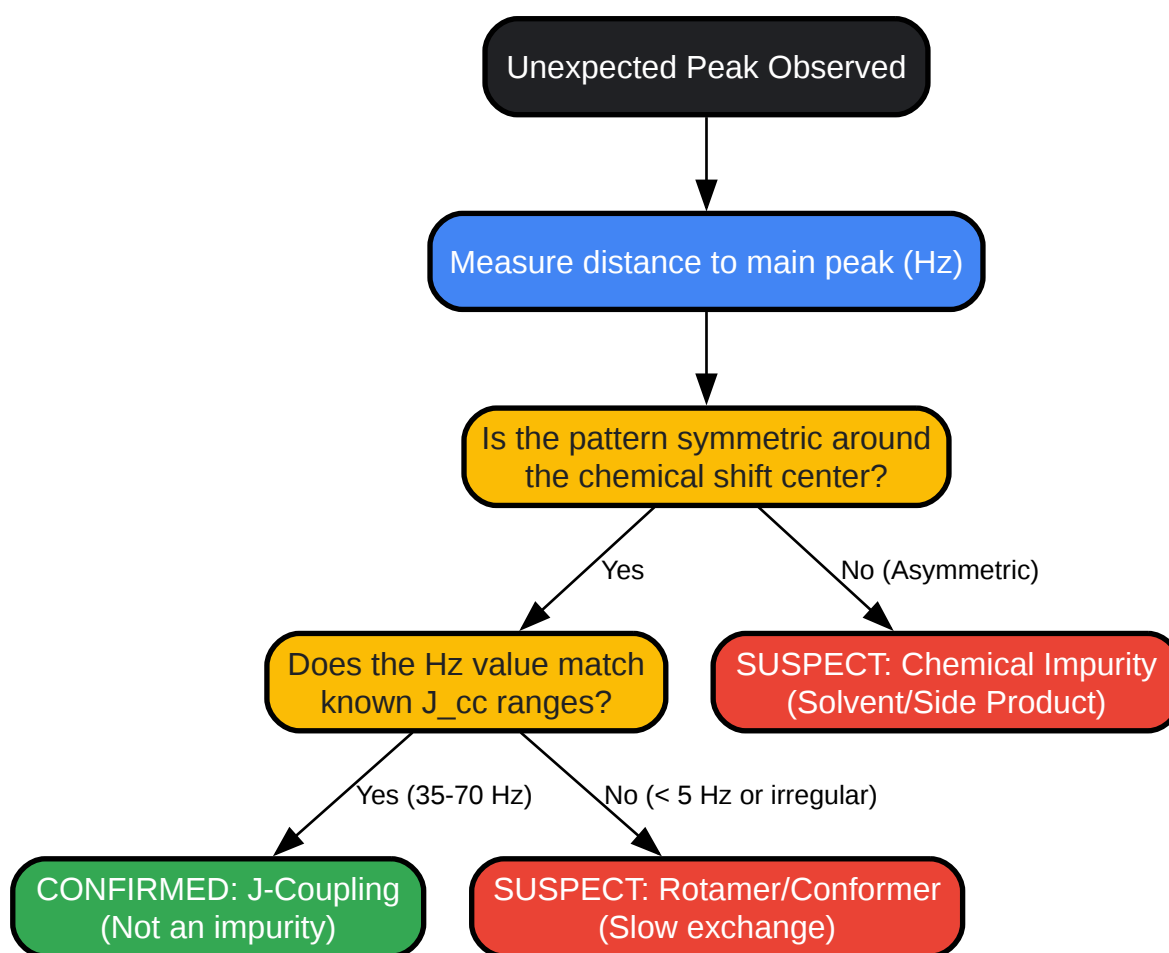 Unexpected Peak Observed
Measure distance to main peak (Hz)
Is the pattern symmetric around
the chemical shift center?
Yes
No (Asymmetric)
Does the Hz value match
known J_cc ranges?
SUSPECT: Chemical Impurity
(Solvent/Side Product)
Yes (35-70 Hz)
No (< 5 Hz or irregular)
CONFIRMED: J-Coupling
(Not an impurity)
SUSPECT: Rotamer/Conformer
(Slow exchange)